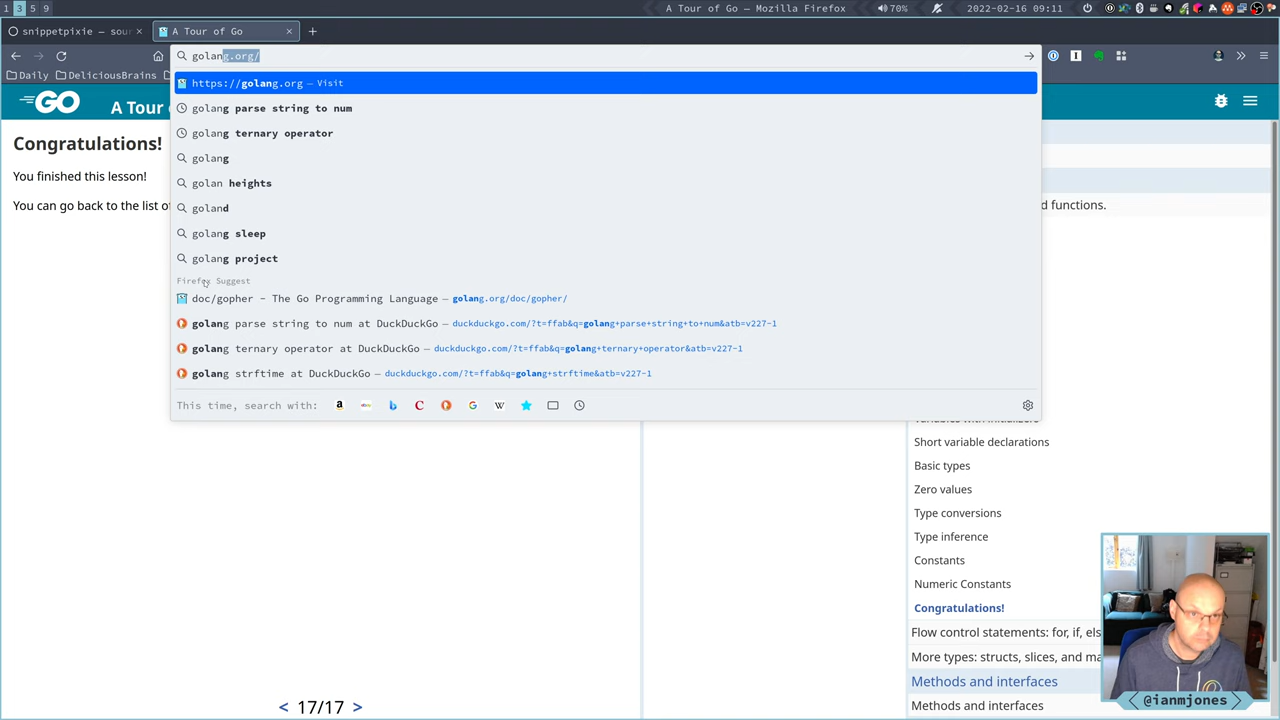 1 3 5 9
A Tour of Go — Mozilla Firefox
70%
2022-02-16 09:11
snippetpixie — sour
A Tour of Go
golang.org/
Daily
DeliciousBrains
https://golang.org — Visit
golang parse string to num
golang ternary operator
golang
golan heights
goland
golang sleep
golang project
Firefox Suggest
doc/gopher - The Go Programming Language — golang.org/doc/gopher/
golang parse string to num at DuckDuckGo — duckduckgo.com/?t=ffab&q=golang+parse+string+to+num&atb=v227-1
golang ternary operator at DuckDuckGo — duckduckgo.com/?t=ffab&q=golang+ternary+operator&atb=v227-1
golang strftime at DuckDuckGo — duckduckgo.com/?t=ffab&q=golang+strftime&atb=v227-1
This time, search with:
GO
A Tour
Congratulations!
You finished this lesson!
You can go back to the list o
d functions.
Short variable declarations
Basic types
Zero values
Type conversions
Type inference
Constants
Numeric Constants
Congratulations!
Flow control statements: for, if, els
More types: structs, slices, and ma
Methods and interfaces
Methods and interfaces
< 17/17 >
@ianmjones